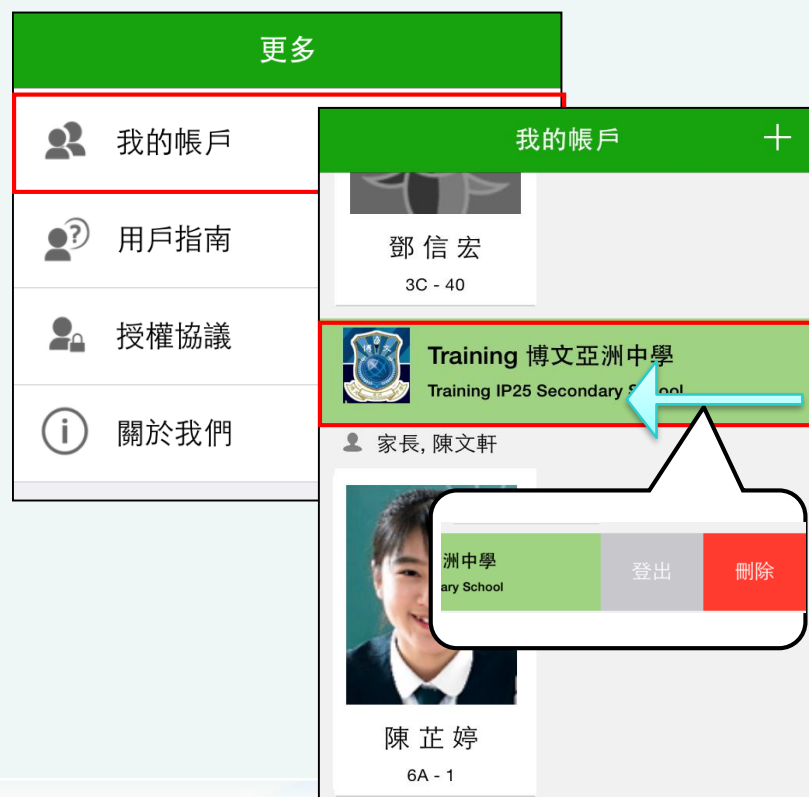 更多
我的帳戶
用戶指南
授權協議
關於我們
我的帳戶
鄧信宏
3C - 40
Training 博文亞洲中學
Training IP25 Secondary School
家長, 陳文軒
洲中學
ary School
登出
刪除
陳芷婷
6A - 1